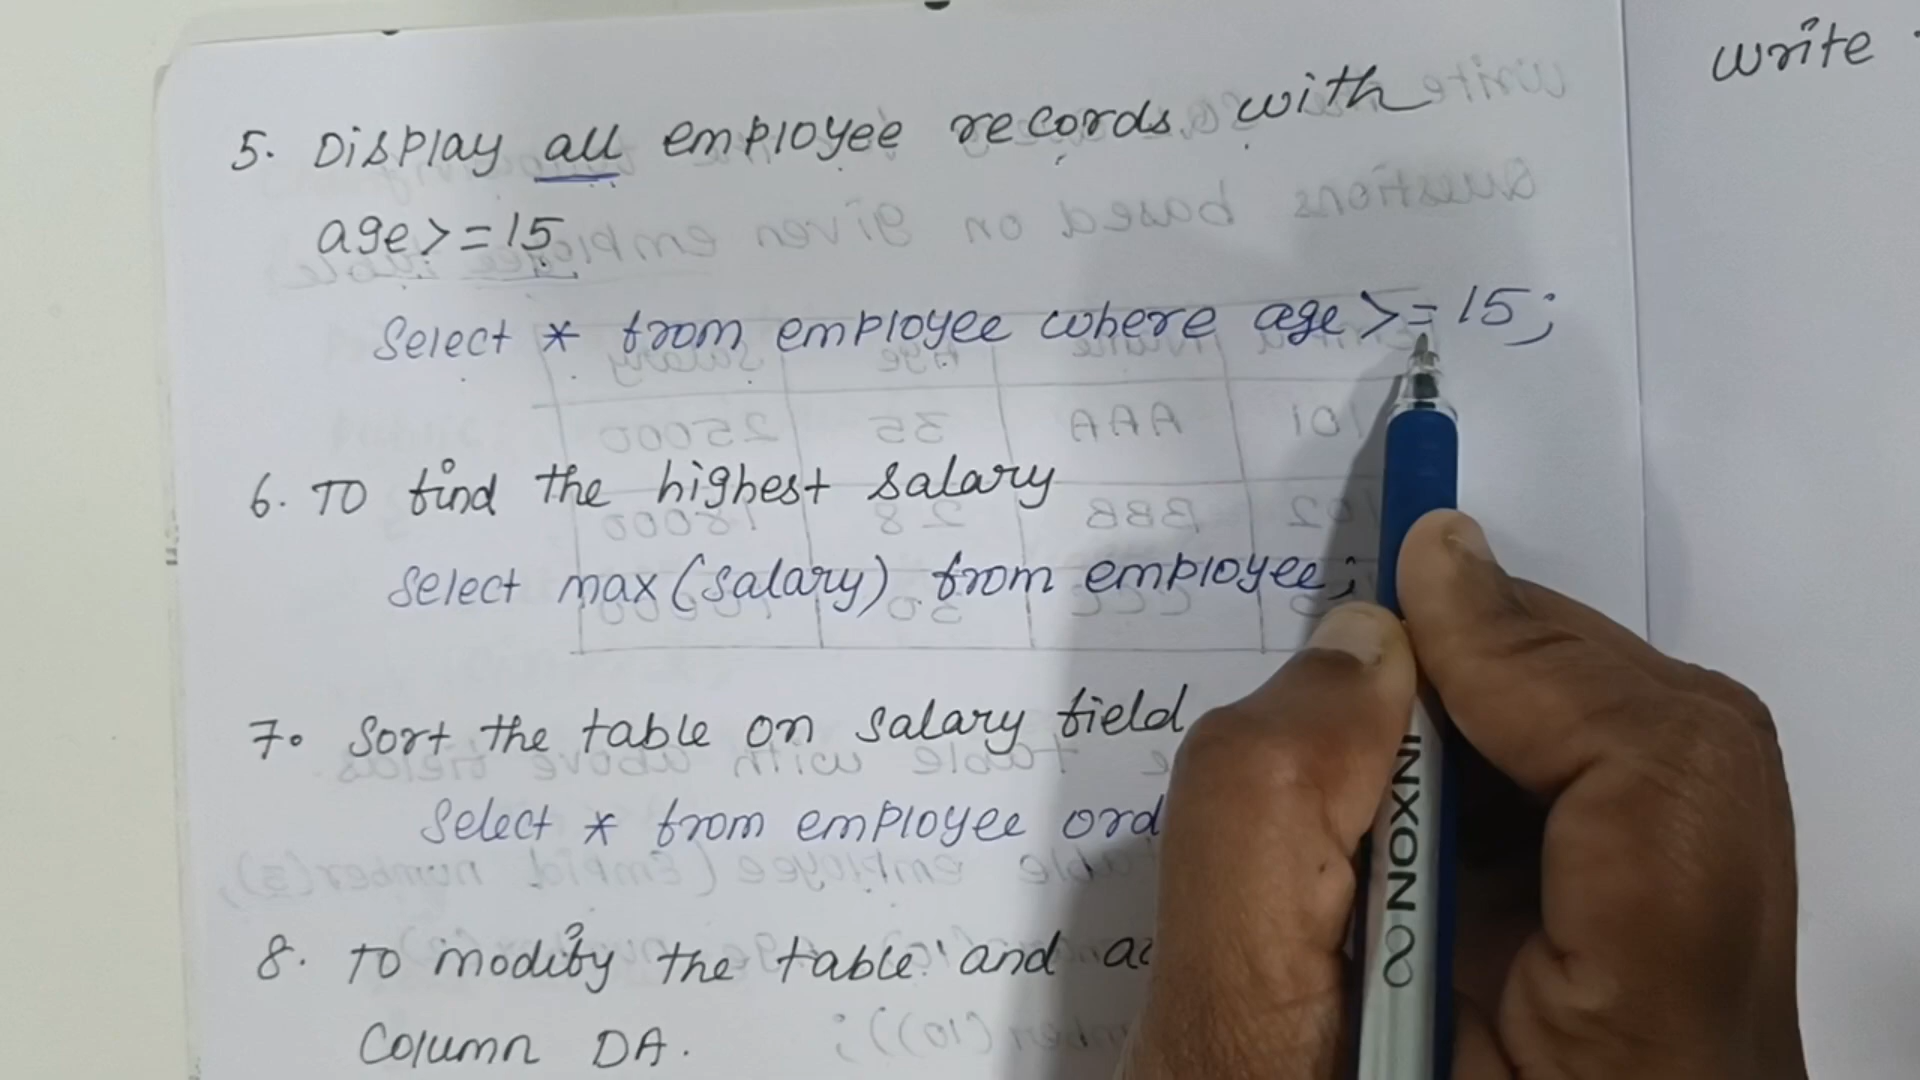 5. Display all employee records with
age>=15
Select * from employee where age >= 15;
6. TO find the highest salary
Select max(salary) from employee;
7. Sort the table on salary field
Select * from employee ord
8. TO modify the table and
Column DA.
write
INXON